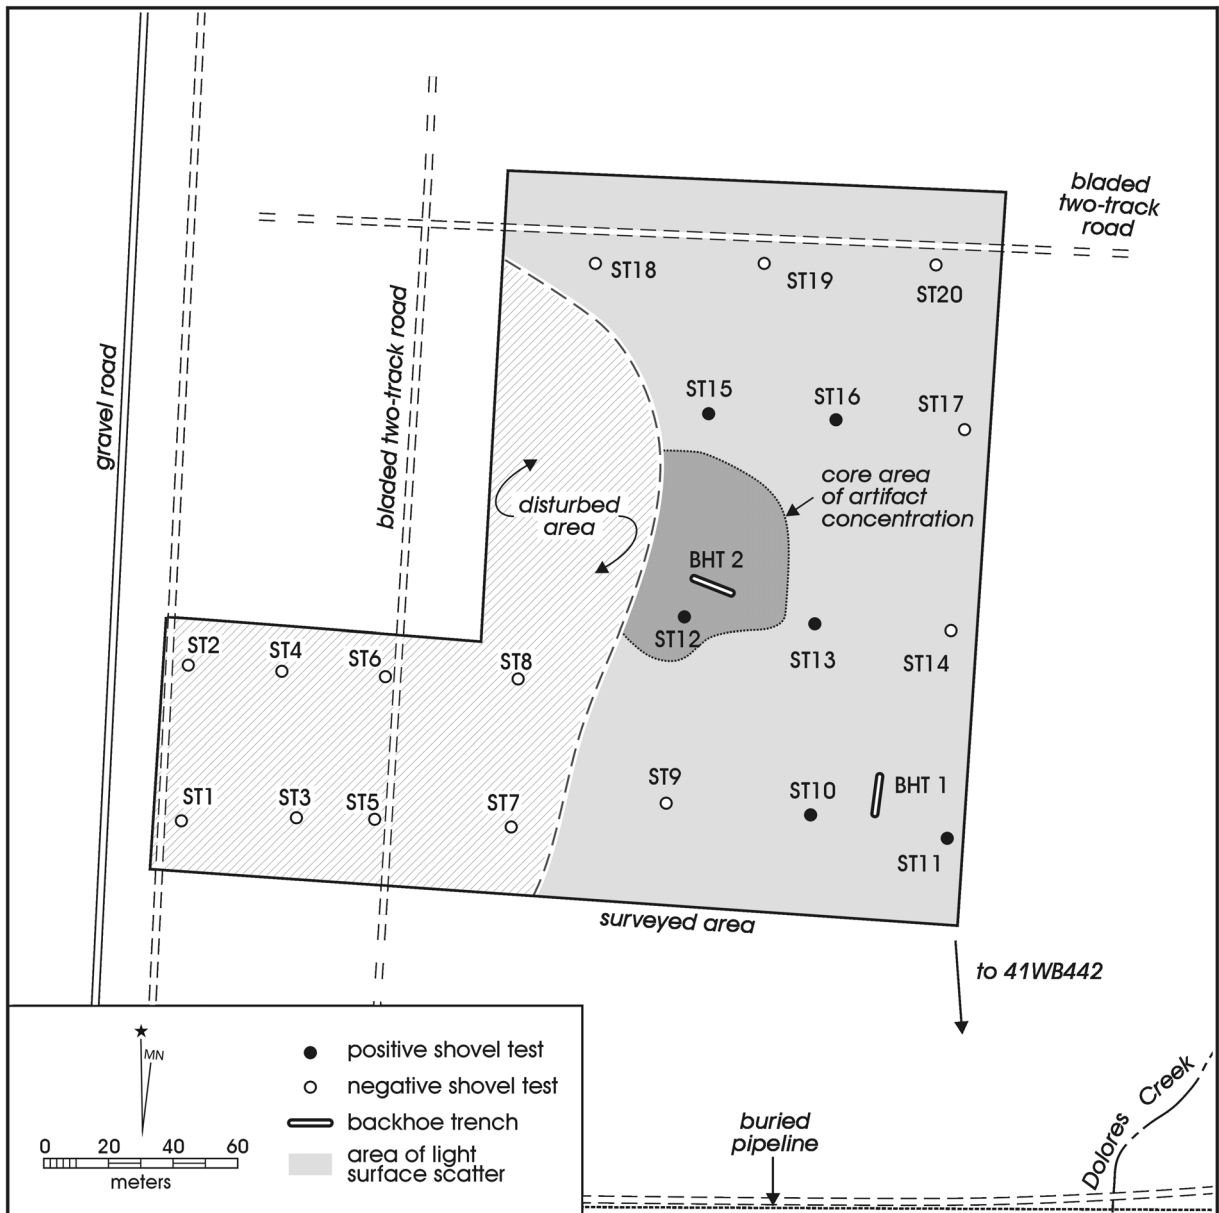 bladed
two-track
road
ST18
ST19
ST20
gravel road
bladed two-track road
ST15
ST16
ST17
core area
of artifact
concentration
disturbed
area
BHT 2
ST12
ST13
ST14
ST2
ST4
ST6
ST8
ST1
ST3
ST5
ST7
ST9
ST10
BHT 1
ST11
surveyed area
to 41WB442
MN
0 20 40 60
meters
positive shovel test
negative shovel test
backhoe trench
area of light
surface scatter
buried
pipeline
Dolores Creek